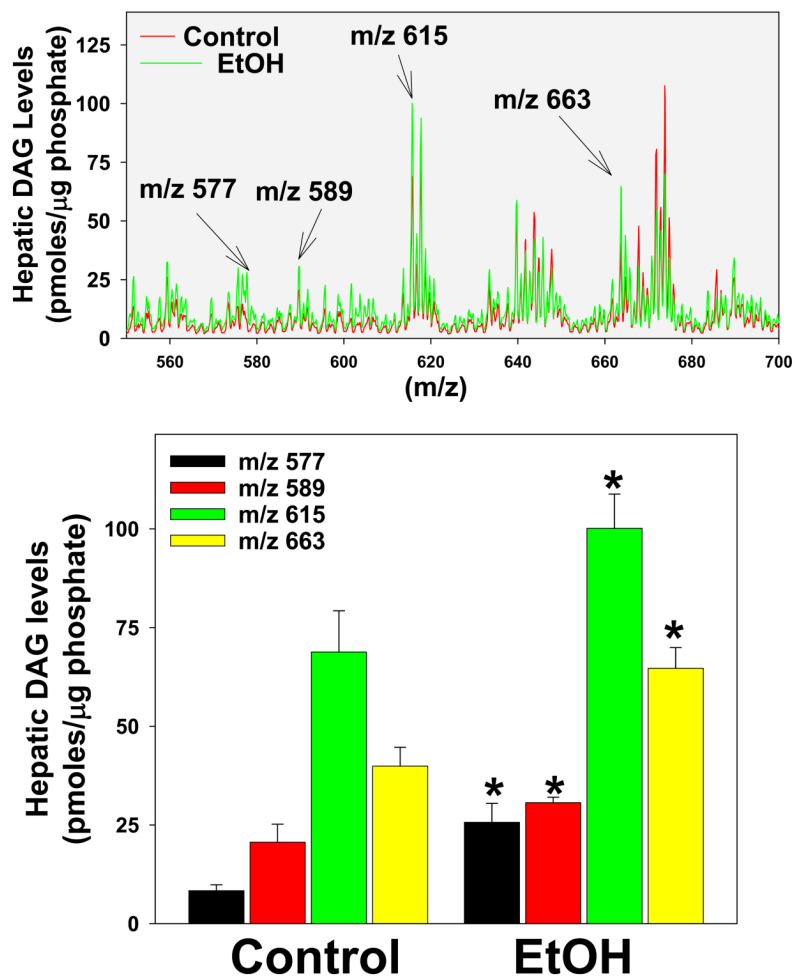 Hepatic DAG Levels
(pmoles/μg phosphate)
125
100
75
50
25
0
Control
EtOH
m/z 615
m/z 663
m/z 577
m/z 589
560 580 600 620 640 660 680 700
(m/z)
Hepatic DAG levels
(pmoles/μg phosphate)
100
75
50
25
0
m/z 577
m/z 589
m/z 615
m/z 663
*
*
* *
Control EtOH